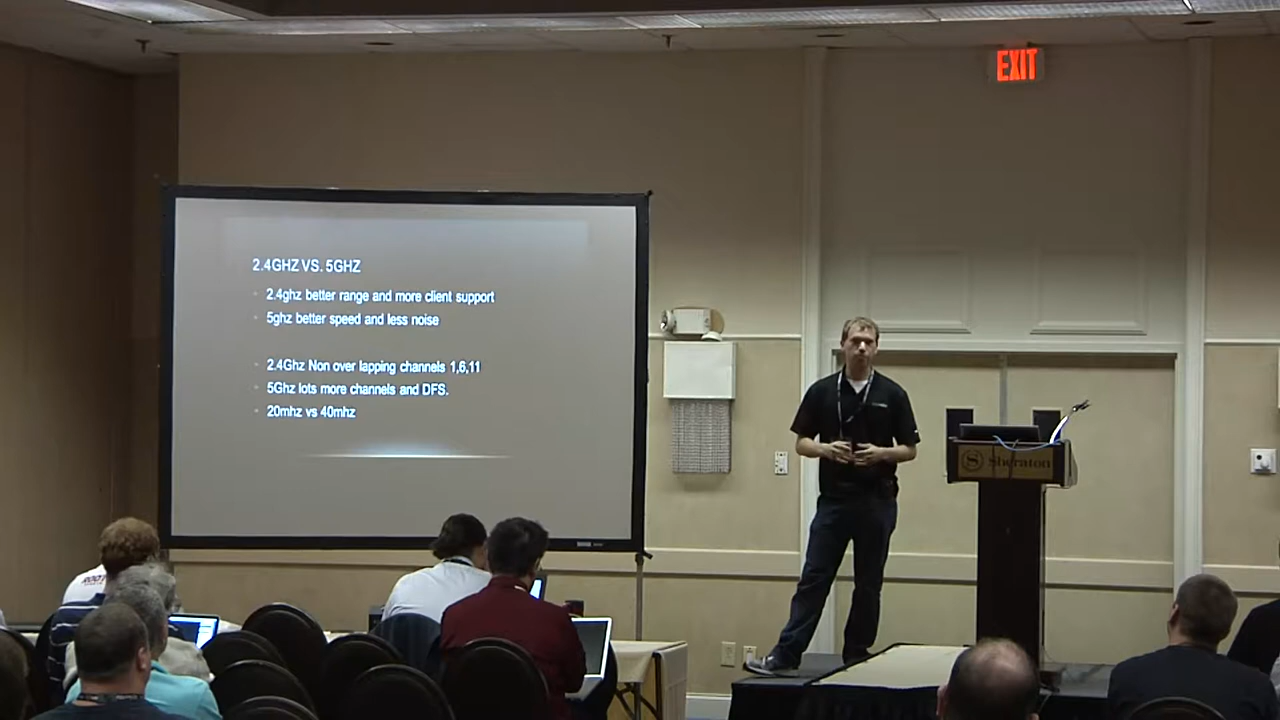 EXIT
2.4GHZ VS. 5GHZ
2.4ghz better range and more client support
5ghz better speed and less noise
2.4Ghz Non over lapping channels 1,6,11
5Ghz lots more channels and DFS.
20mhz vs 40mhz
S Sheraton